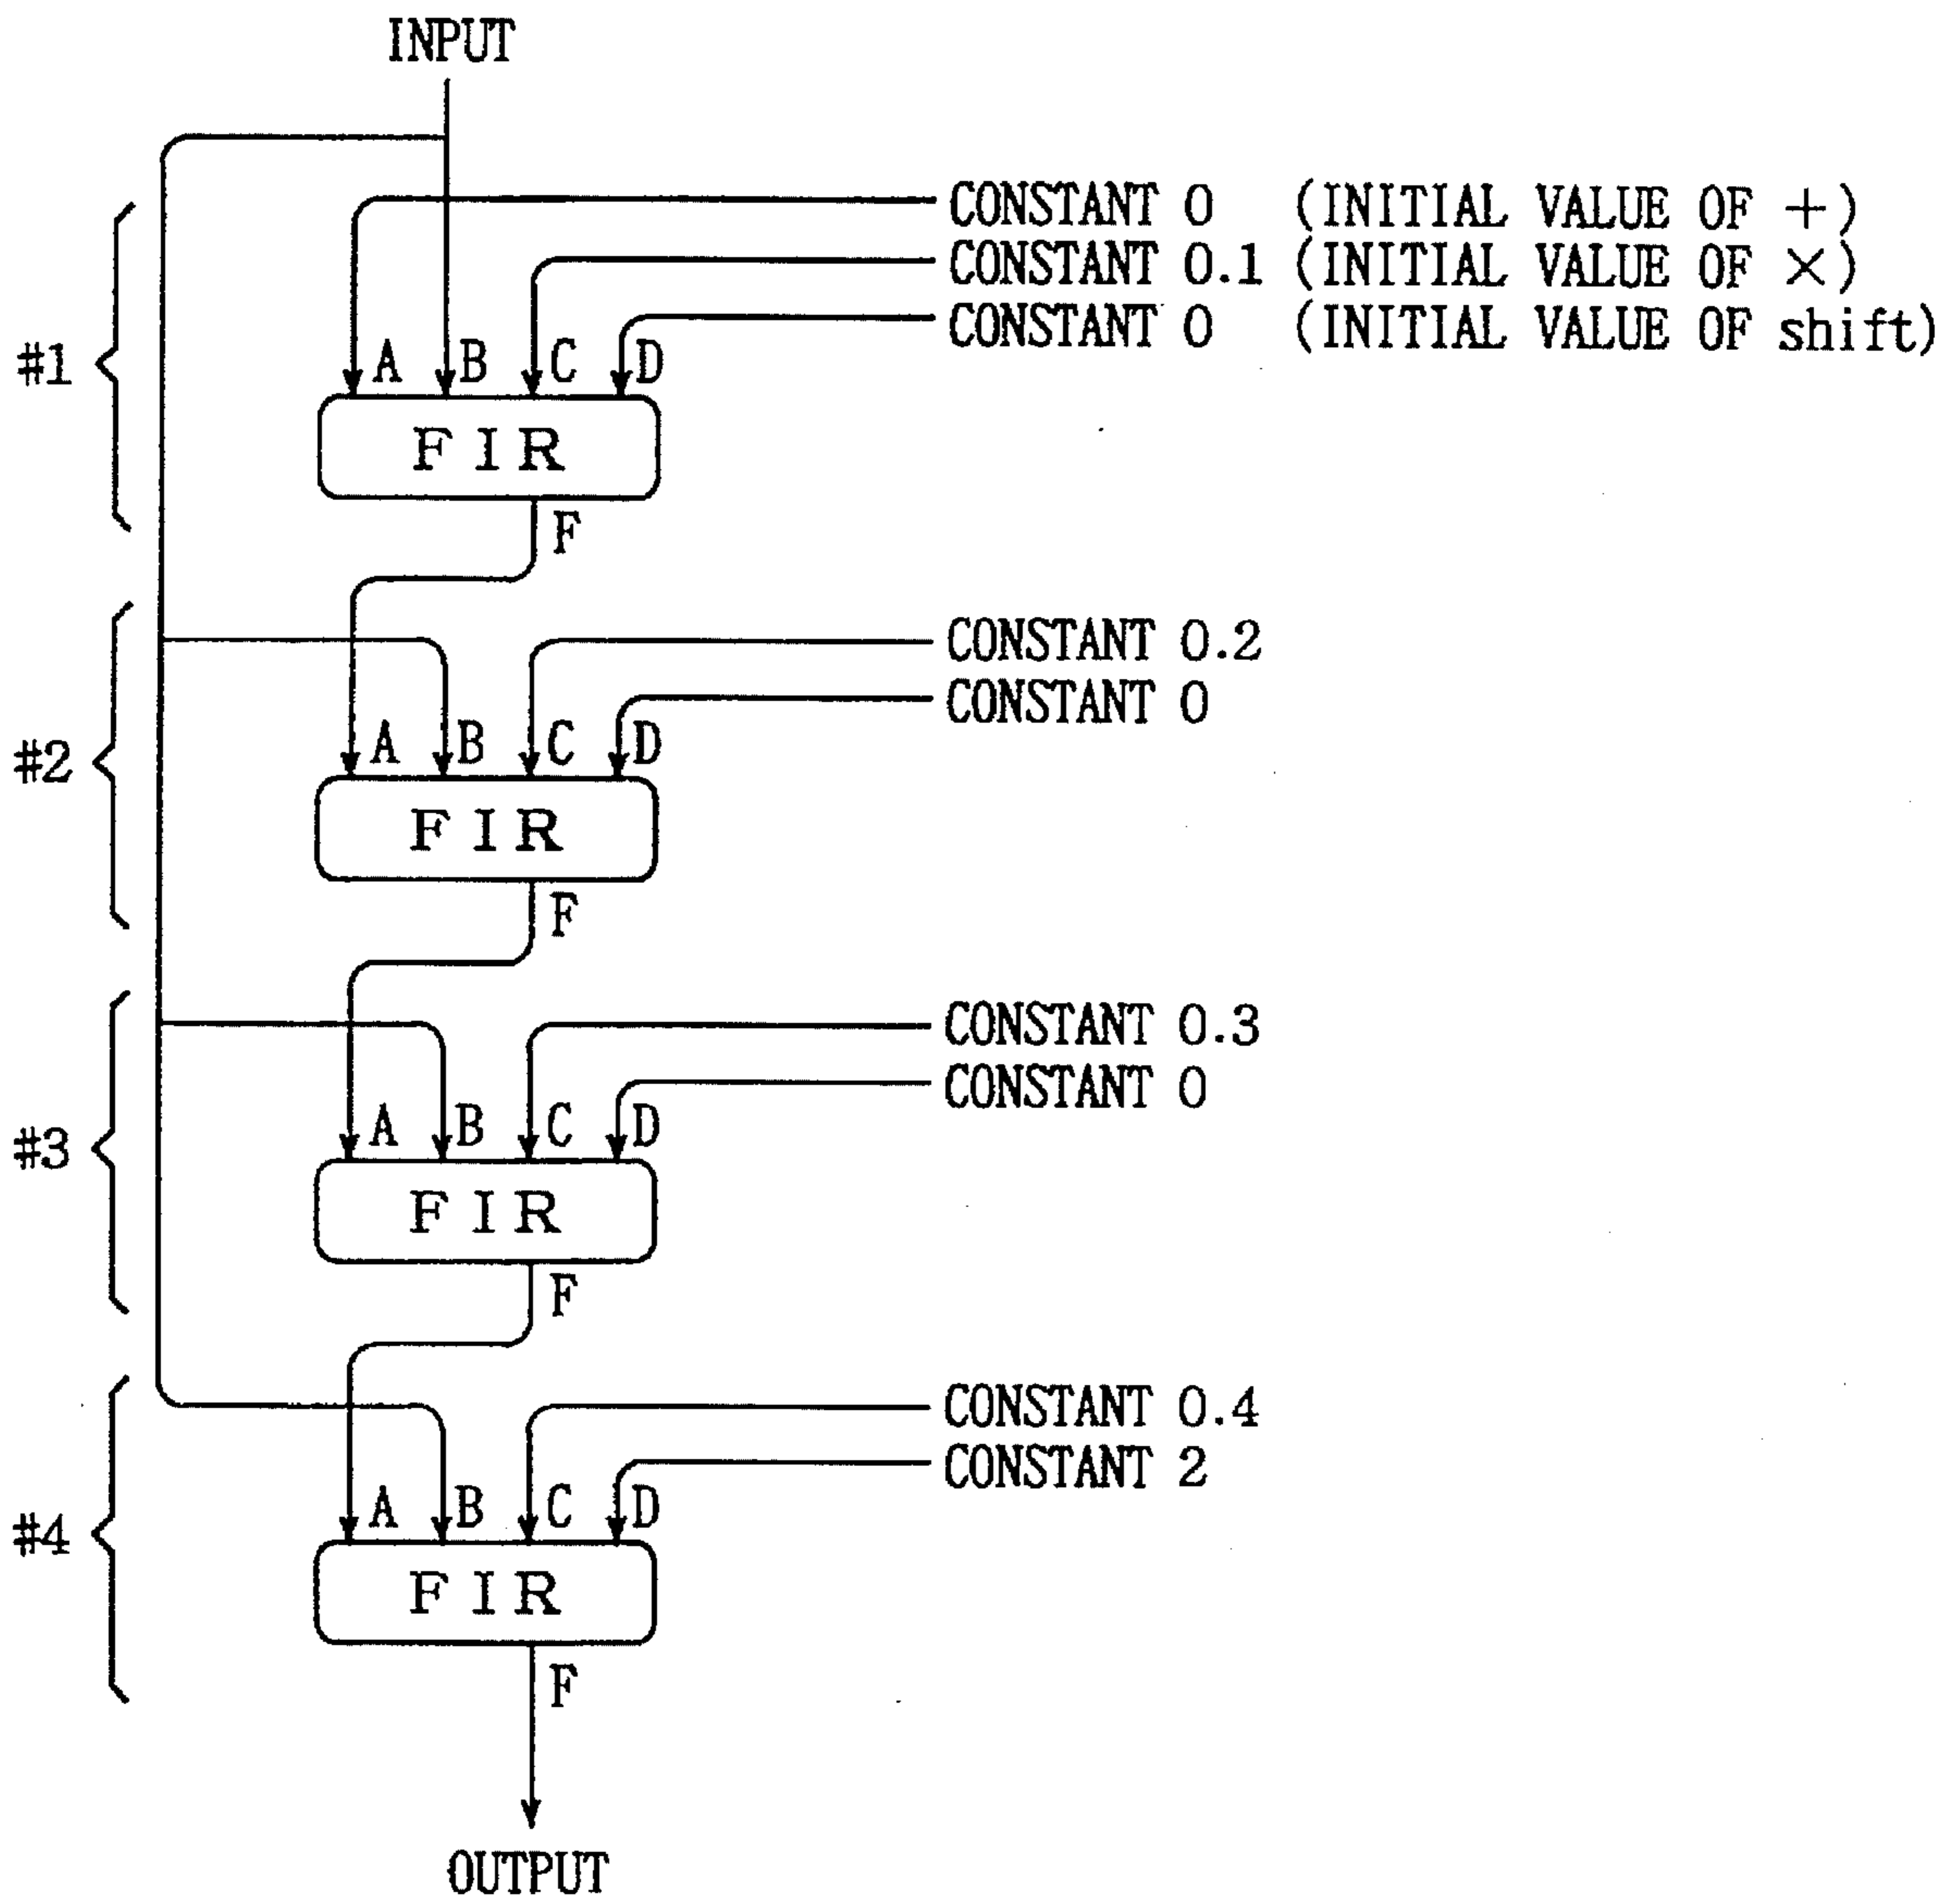 INPUT
CONSTANT 0 (INITIAL VALUE OF +)
CONSTANT 0.1 (INITIAL VALUE OF ×)
CONSTANT 0 (INITIAL VALUE OF shift)
#1
A B C D
FIR
F
CONSTANT 0.2
CONSTANT 0
#2
A B C D
FIR
F
CONSTANT 0.3
CONSTANT 0
#3
A B C D
FIR
F
CONSTANT 0.4
CONSTANT 2
#4
A B C D
FIR
F
OUTPUT